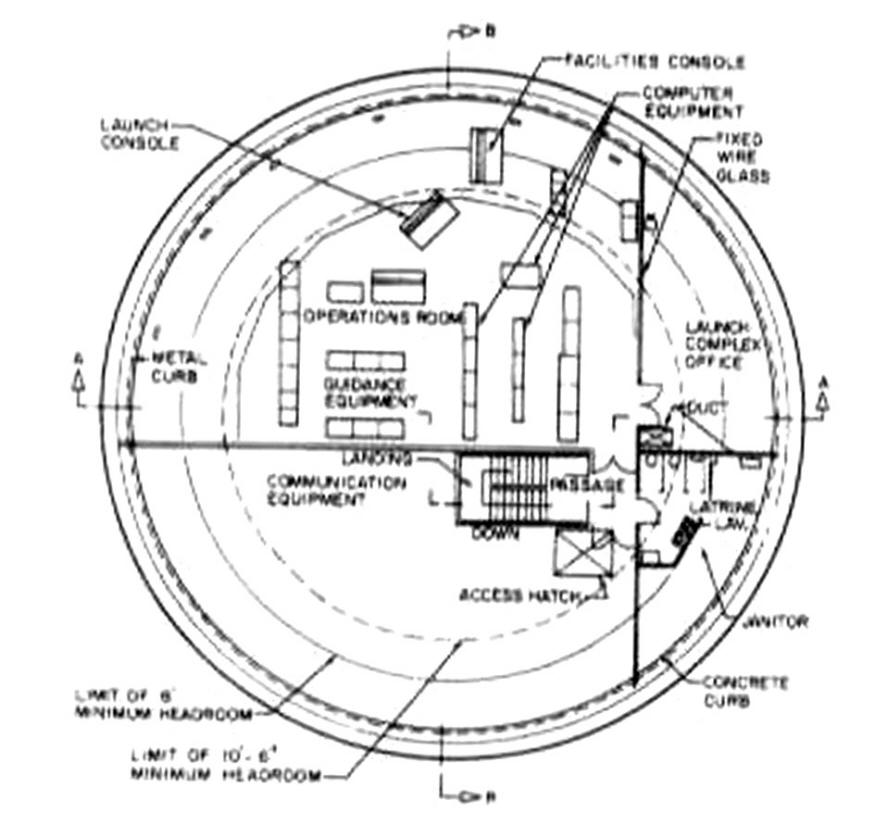 B
FACILITIES CONSOLE
COMPUTER
EQUIPMENT
LAUNCH
CONSOLE
FIXED
WIRE
GLASS
OPERATIONS ROOM
LAUNCH
COMPLEX
OFFICE
A
METAL
CURB
A
GUIDANCE
EQUIPMENT
DUCT
LANDING
COMMUNICATION
EQUIPMENT
PASSAGE
LATRINE
LAV.
DOWN
ACCESS HATCH
JANITOR
CONCRETE
CURB
LIMIT OF
MINIMUM HEADROOM
LIMIT OF 10'-6"
MINIMUM HEADROOM